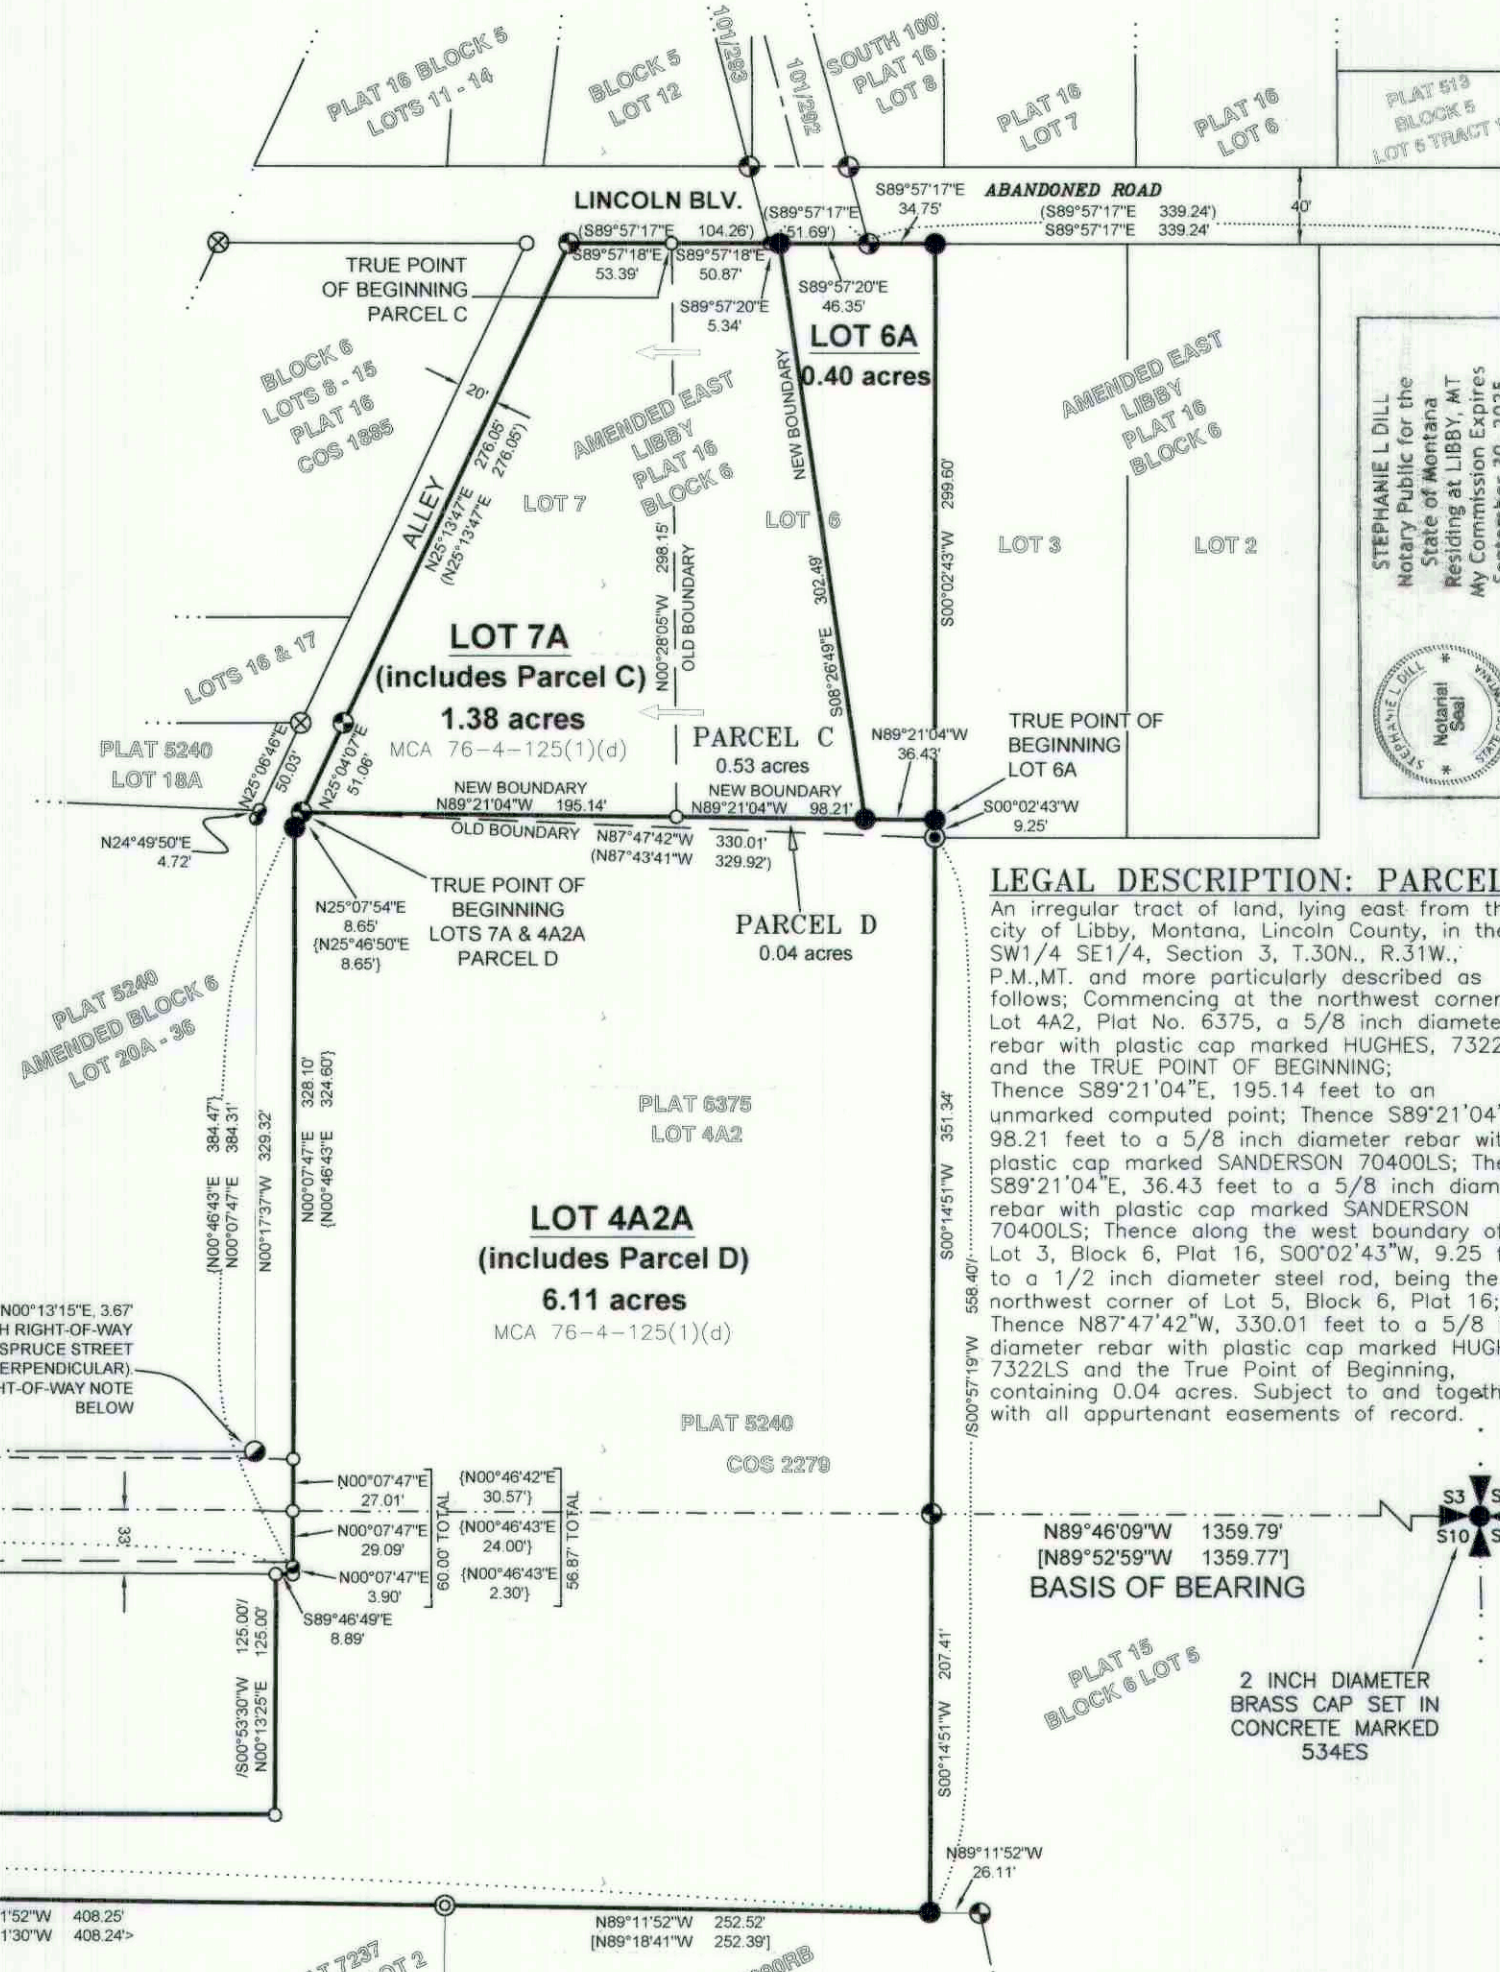 PLAT 16 BLOCK 5
LOTS 11 - 14
BLOCK 5
LOT 12
101/293
101/292
SOUTH 100'
PLAT 16
LOT 8
PLAT 16
LOT 7
PLAT 16
LOT 6
PLAT 513
BLOCK 5
LOT 5 TRACT
LINCOLN BLV.
(S89°57'17"E 104.26')
(S89°57'17"E
51.69')
S89°57'17"E
34.75'
ABANDONED ROAD
(S89°57'17"E 339.24')
S89°57'17"E 339.24'
40'
S89°57'18"E
53.39'
S89°57'18"E
50.87'
S89°57'20"E
5.34'
S89°57'20"E
46.35'
TRUE POINT
OF BEGINNING
PARCEL C
LOT 6A
0.40 acres
BLOCK 6
LOTS 8 - 15
PLAT 16
COS 1885
20'
ALLEY
N25°13'47"E 276.05'
(N25°13'47"E 276.05')
AMENDED EAST
LIBBY
PLAT 16
BLOCK 6
LOT 7
LOT 6
NEW BOUNDARY
S08°26'49"E 302.49'
N00°28'05"W 298.15'
OLD BOUNDARY
S00°02'43"W 299.60'
AMENDED EAST
LIBBY
PLAT 16
BLOCK 6
LOT 3
LOT 2
STEPHANIE L DILL
Notary Public for the
State of Montana
Residing at LIBBY, MT
My Commission Expires
STEPHANIE L DILL
Notarial
Seal
LOTS 16 & 17
LOT 7A
(includes Parcel C)
1.38 acres
MCA 76-4-125(1)(d)
PLAT 5240
LOT 18A
N25°06'46"E
50.03'
N25°04'07"E
51.06'
N24°49'50"E
4.72'
PARCEL C
0.53 acres
NEW BOUNDARY
N89°21'04"W 195.14'
NEW BOUNDARY
N89°21'04"W 98.21'
N89°21'04"W
36.43'
TRUE POINT OF
BEGINNING
LOT 6A
S00°02'43"W
9.25'
OLD BOUNDARY
N87°47'42"W 330.01'
(N87°43'41"W 329.92')
N25°07'54"E
8.65'
{N25°46'50"E
8.65'}
TRUE POINT OF
BEGINNING
LOTS 7A & 4A2A
PARCEL D
PARCEL D
0.04 acres
LEGAL DESCRIPTION: PARCEL
An irregular tract of land, lying east from
city of Libby, Montana, Lincoln County, in the
SW1/4 SE1/4, Section 3, T.30N., R.31W.,
P.M.,MT. and more particularly described as
follows; Commencing at the northwest corner
Lot 4A2, Plat No. 6375, a 5/8 inch
rebar with plastic cap marked HUGHES, 7322
and the TRUE POINT OF BEGINNING;
Thence S89°21'04"E, 195.14 feet to an
unmarked computed point; Thence S89°21'04"
98.21 feet to a 5/8 inch diameter rebar
plastic cap marked SANDERSON 70400LS;
S89°21'04"E, 36.43 feet to a 5/8 inch
rebar with plastic cap marked SANDERSON
70400LS; Thence along the west boundary
Lot 3, Block 6, Plat 16, S00°02'43"W, 9.25
to a 1/2 inch diameter steel rod, being the
northwest corner of Lot 5, Block 6, Plat 16;
Thence N87°47'42"W, 330.01 feet to a 5/8
diameter rebar with plastic cap marked
7322LS and the True Point of Beginning,
containing 0.04 acres. Subject to and
with all appurtenant easements of record.
PLAT 5240
AMENDED BLOCK 6
LOT 20A - 36
{N00°46'43"E 384.47'}
N00°07'47"E 384.31'
N00°17'37"W 329.32'
N00°07'47"E 328.10'
{N00°46'43"E 324.60'}
PLAT 6375
LOT 4A2
LOT 4A2A
(includes Parcel D)
6.11 acres
MCA 76-4-125(1)(d)
S00°14'51"W 351.34'
/S00°57'19"W 558.40'/
N00°13'15"E, 3.67'
H RIGHT-OF-WAY
SPRUCE STREET
ERPENDICULAR).
HT-OF-WAY NOTE
BELOW
PLAT 5240
COS 2279
N00°07'47"E
27.01'
{N00°46'42"E
30.57'}
N00°07'47"E
29.09'
{N00°46'43"E
24.00'}
N00°07'47"E
3.90'
{N00°46'43"E
2.30'}
60.00' TOTAL
56.87' TOTAL
33'
S89°46'49"E
8.89'
/S00°53'30"W 125.00'/
N00°13'25"E 125.00'
S3
S10
N89°46'09"W 1359.79'
[N89°52'59"W 1359.77']
BASIS OF BEARING
S00°14'51"W 207.41'
PLAT 15
BLOCK 6 LOT 5
2 INCH DIAMETER
BRASS CAP SET IN
CONCRETE MARKED
534ES
N89°11'52"W
26.11'
1'52"W 408.25'
1'30"W 408.24'>
N89°11'52"W 252.52'
[N89°18'41"W 252.39']